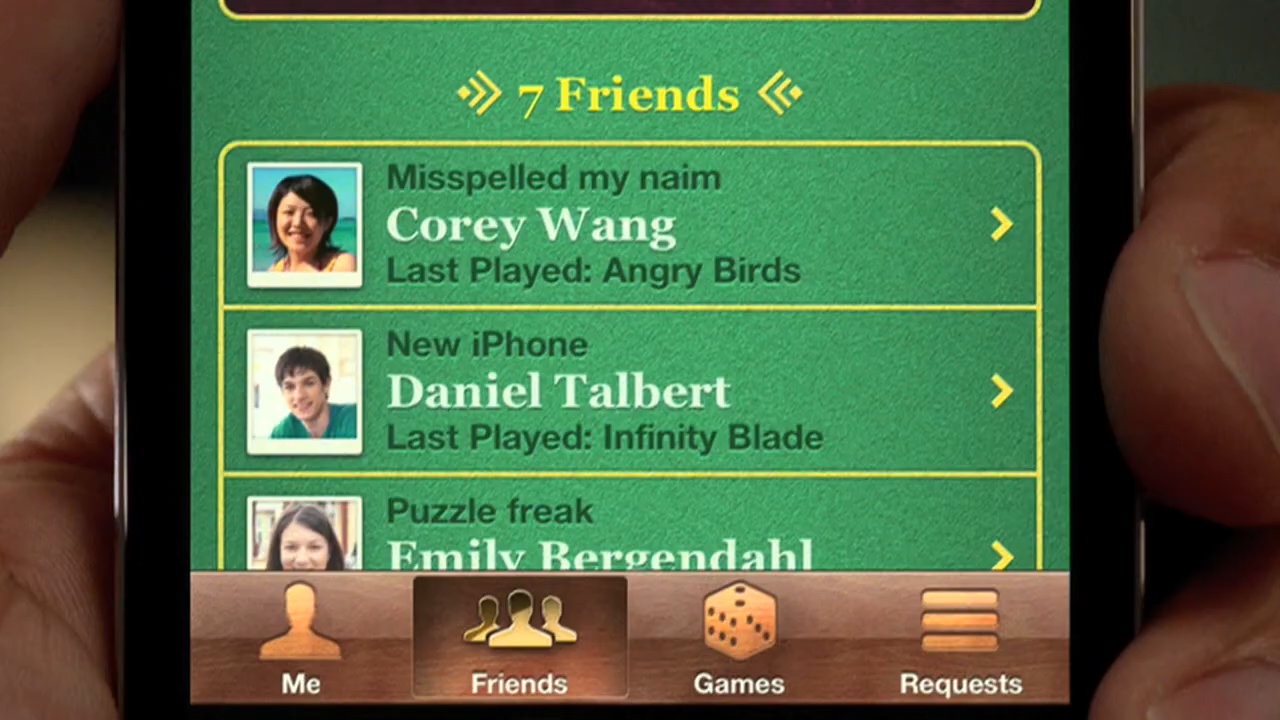 7 Friends
Misspelled my naim
Corey Wang
Last Played: Angry Birds
New iPhone
Daniel Talbert
Last Played: Infinity Blade
Puzzle freak
Emily Bergendahl
Me
Friends
Games
Requests